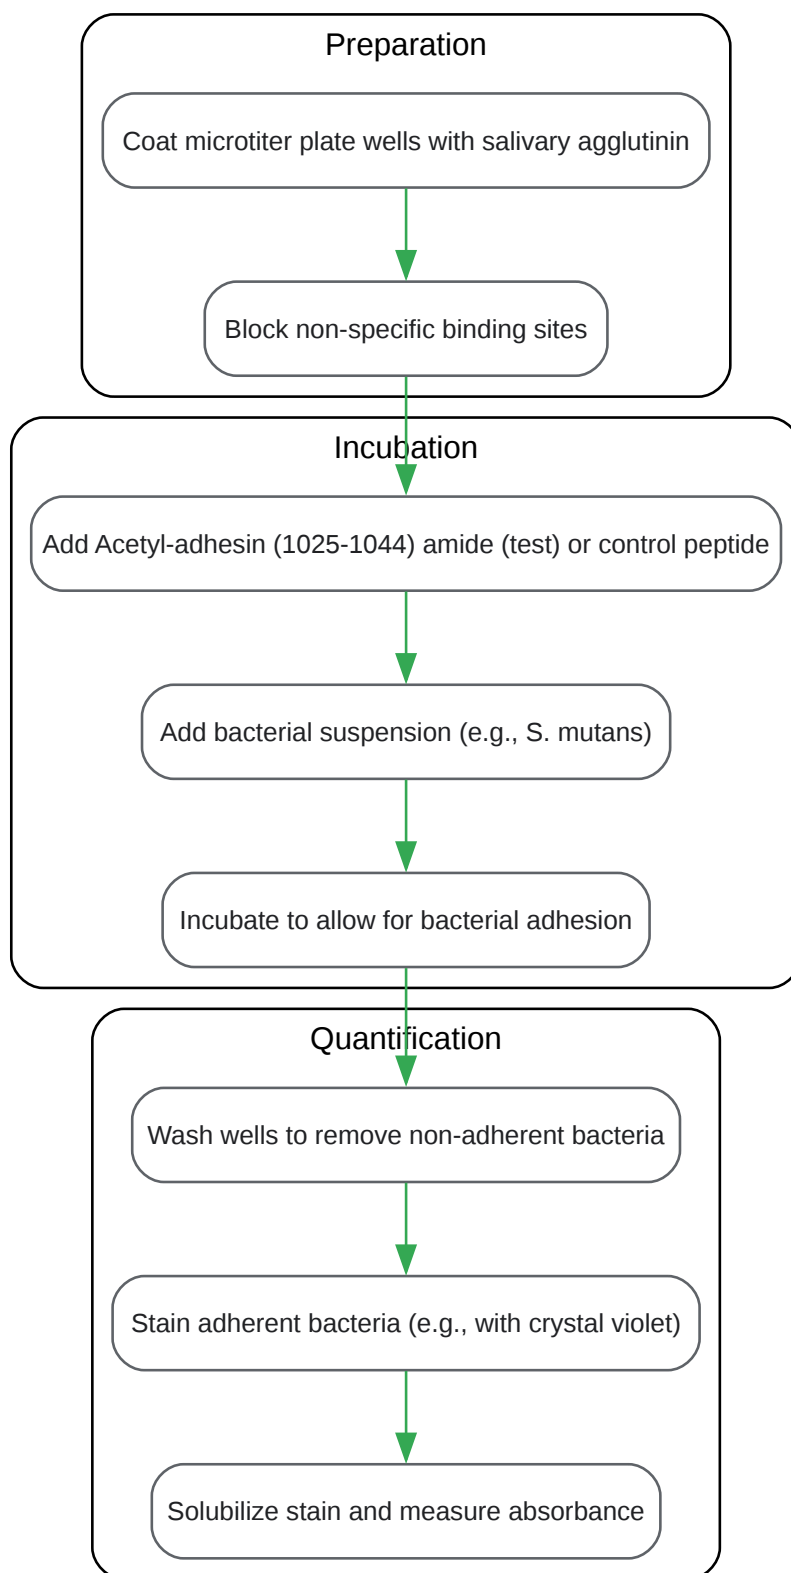 Preparation
Coat microtiter plate wells with salivary agglutinin
Block non-specific binding sites
Incubation
Add Acetyl-adhesin (1025-1044) amide (test) or control peptide
Add bacterial suspension (e.g., S. mutans)
Incubate to allow for bacterial adhesion
Quantification
Wash wells to remove non-adherent bacteria
Stain adherent bacteria (e.g., with crystal violet)
Solubilize stain and measure absorbance